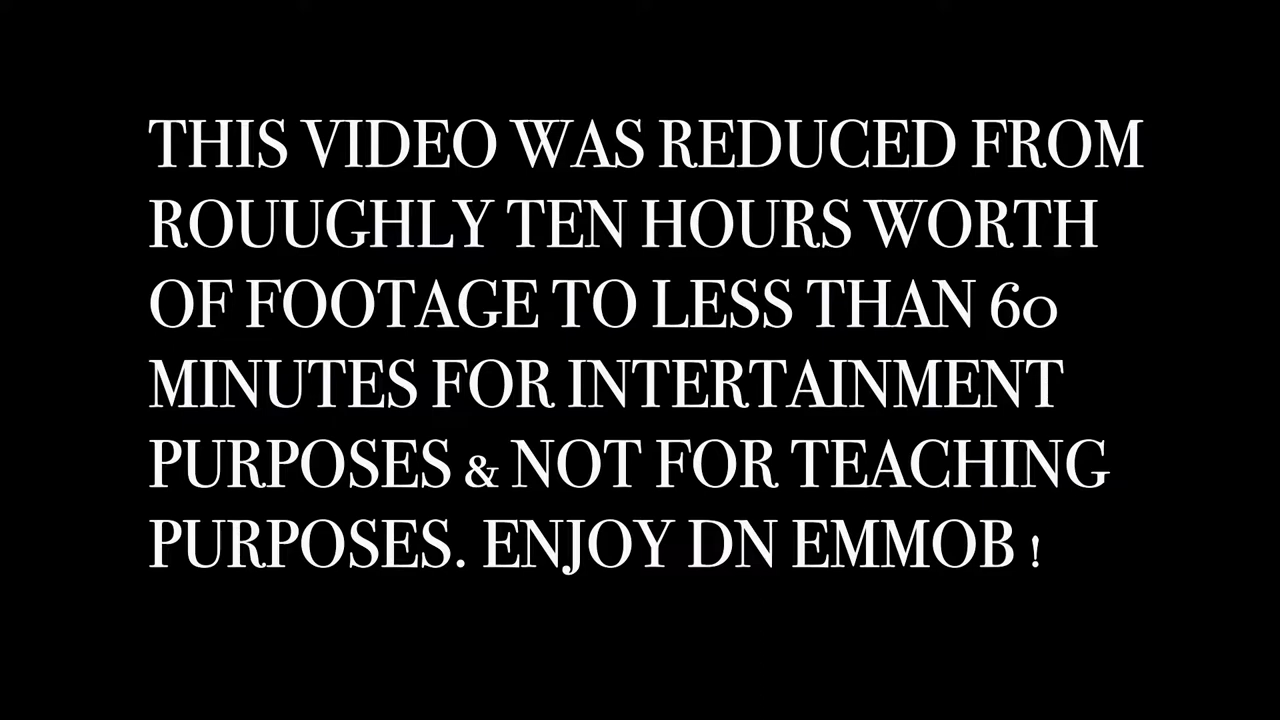 THIS VIDEO WAS REDUCED FROM
ROUUGHLY TEN HOURS WORTH
OF FOOTAGE TO LESS THAN 60
MINUTES FOR INTERTAINMENT
PURPOSES & NOT FOR TEACHING
PURPOSES. ENJOY DN EMMOB !